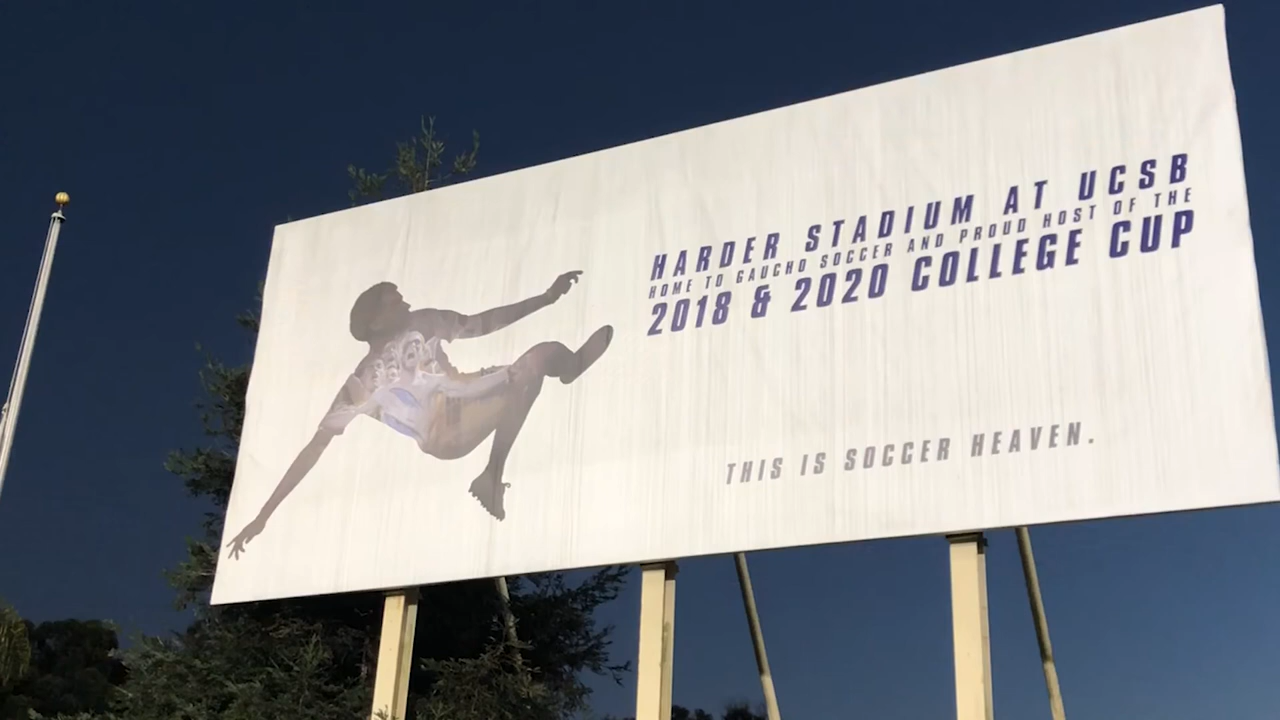 HARDER STADIUM AT UCSB
HOME TO GAUCHO SOCCER AND PROUD HOST OF THE
2018 & 2020 COLLEGE CUP
THIS IS SOCCER HEAVEN.